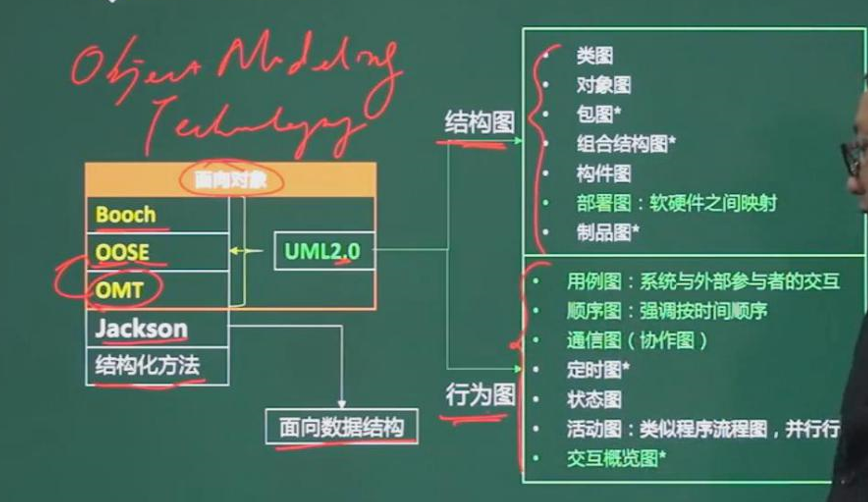 Object Modeling
Technology
面向对象
Booch
OOSE
OMT
Jackson
结构化方法
UML2.0
面向数据结构
结构图
• 类图
• 对象图
• 包图*
• 组合结构图*
• 构件图
• 部署图：软硬件之间映射
• 制品图*
行为图
• 用例图：系统与外部参与者的交互
• 顺序图：强调按时间顺序
• 通信图（协作图）
• 定时图*
• 状态图
• 活动图：类似程序流程图，并行行
• 交互概览图*